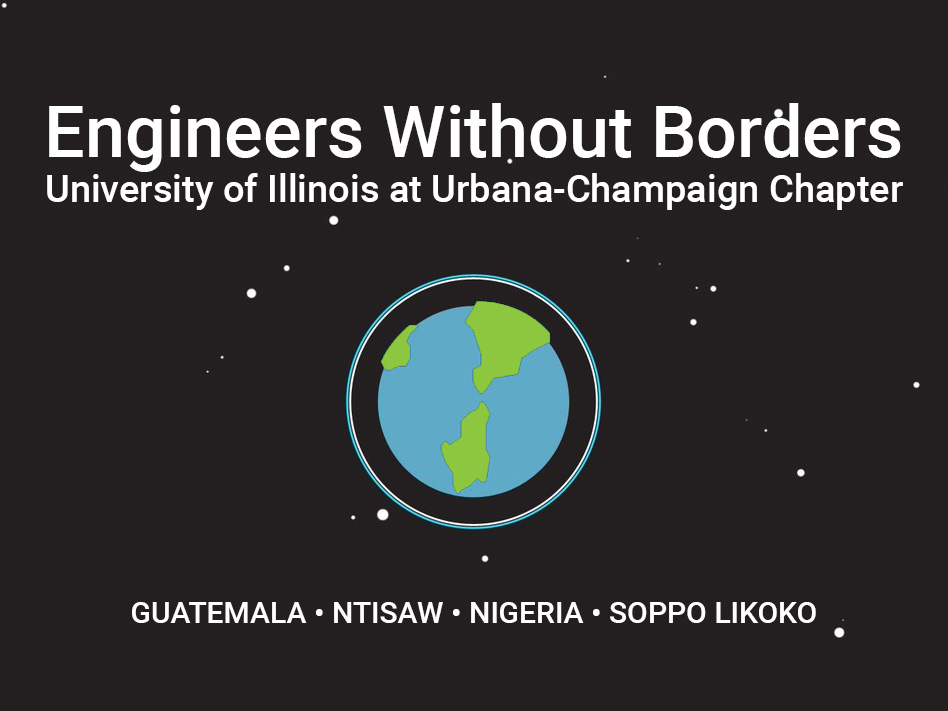 Engineers Without Borders
University of Illinois at Urbana-Champaign Chapter
GUATEMALA • NTISAW • NIGERIA • SOPPO LIKOKO